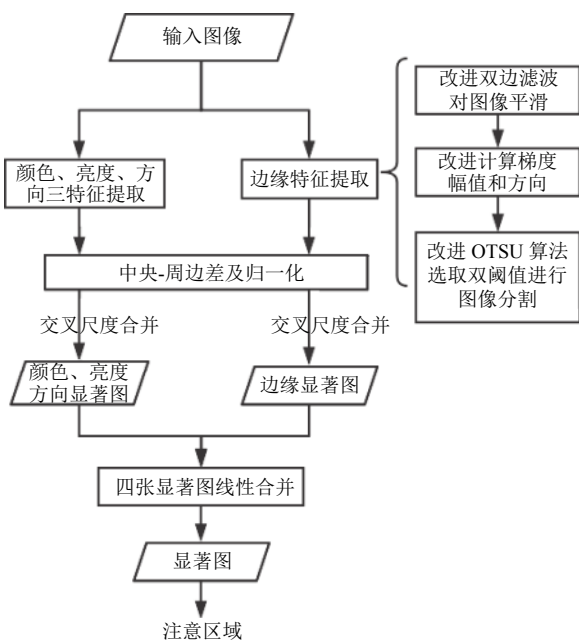 输入图像
颜色、亮度、方
向三特征提取
边缘特征提取
改进双边滤波
对图像平滑
改进计算梯度
幅值和方向
改进 OTSU 算法
选取双阈值进行
图像分割
中央-周边差及归一化
交叉尺度合并
交叉尺度合并
颜色、亮度
方向显著图
边缘显著图
四张显著图线性合并
显著图
注意区域